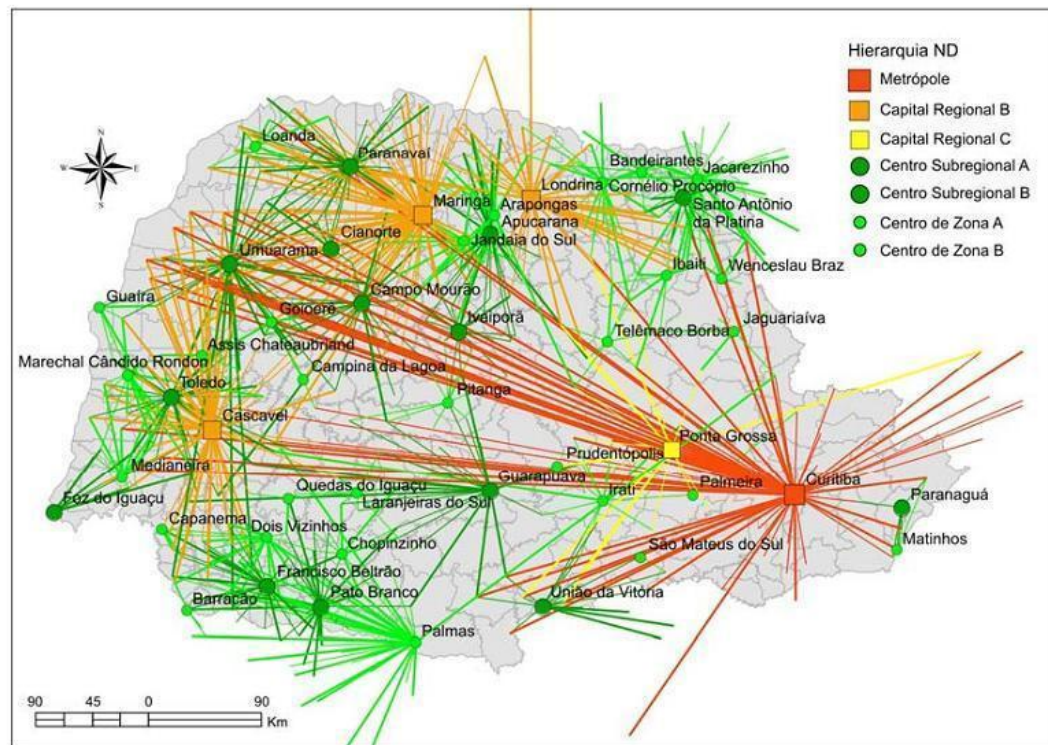 Hierarquia ND
Metrópole
Capital Regional B
Capital Regional C
Centro Subregional A
Centro Subregional B
Centro de Zona A
Centro de Zona B
N
W
E
S
Loanda
Paranavaí
Bandeirantes
Jacarezinho
Londrina
Cornélio Procópio
Maringa
Arapongas
Santo Antônio
da Platina
Apucarana
Cianorte
Jandaia do Sul
Umuarama
Ibaiti
Wenceslau Braz
Guaíra
Campo Mourão
Goioerê
Ivaiporã
Jaguariaíva
Telêmaco Borba
Assis Chateaubriand
Marechal Cândido Rondon
Campina da Lagoa
Toledo
Pitanga
Cascavel
Ponta Grossa
Prudentópolis
Medianeira
Guarapuava
Curitiba
Quedas do Iguaçu
Irati
Palmeira
Paranaguá
Foz do Iguaçu
Laranjeiras do Sul
Capanema
Dois Vizinhos
Matinhos
Chopinzinho
São Mateus do Sul
Francisco Beltrão
Pato Branco
União da Vitória
Barracão
Palmas
90 45 0 90
Km